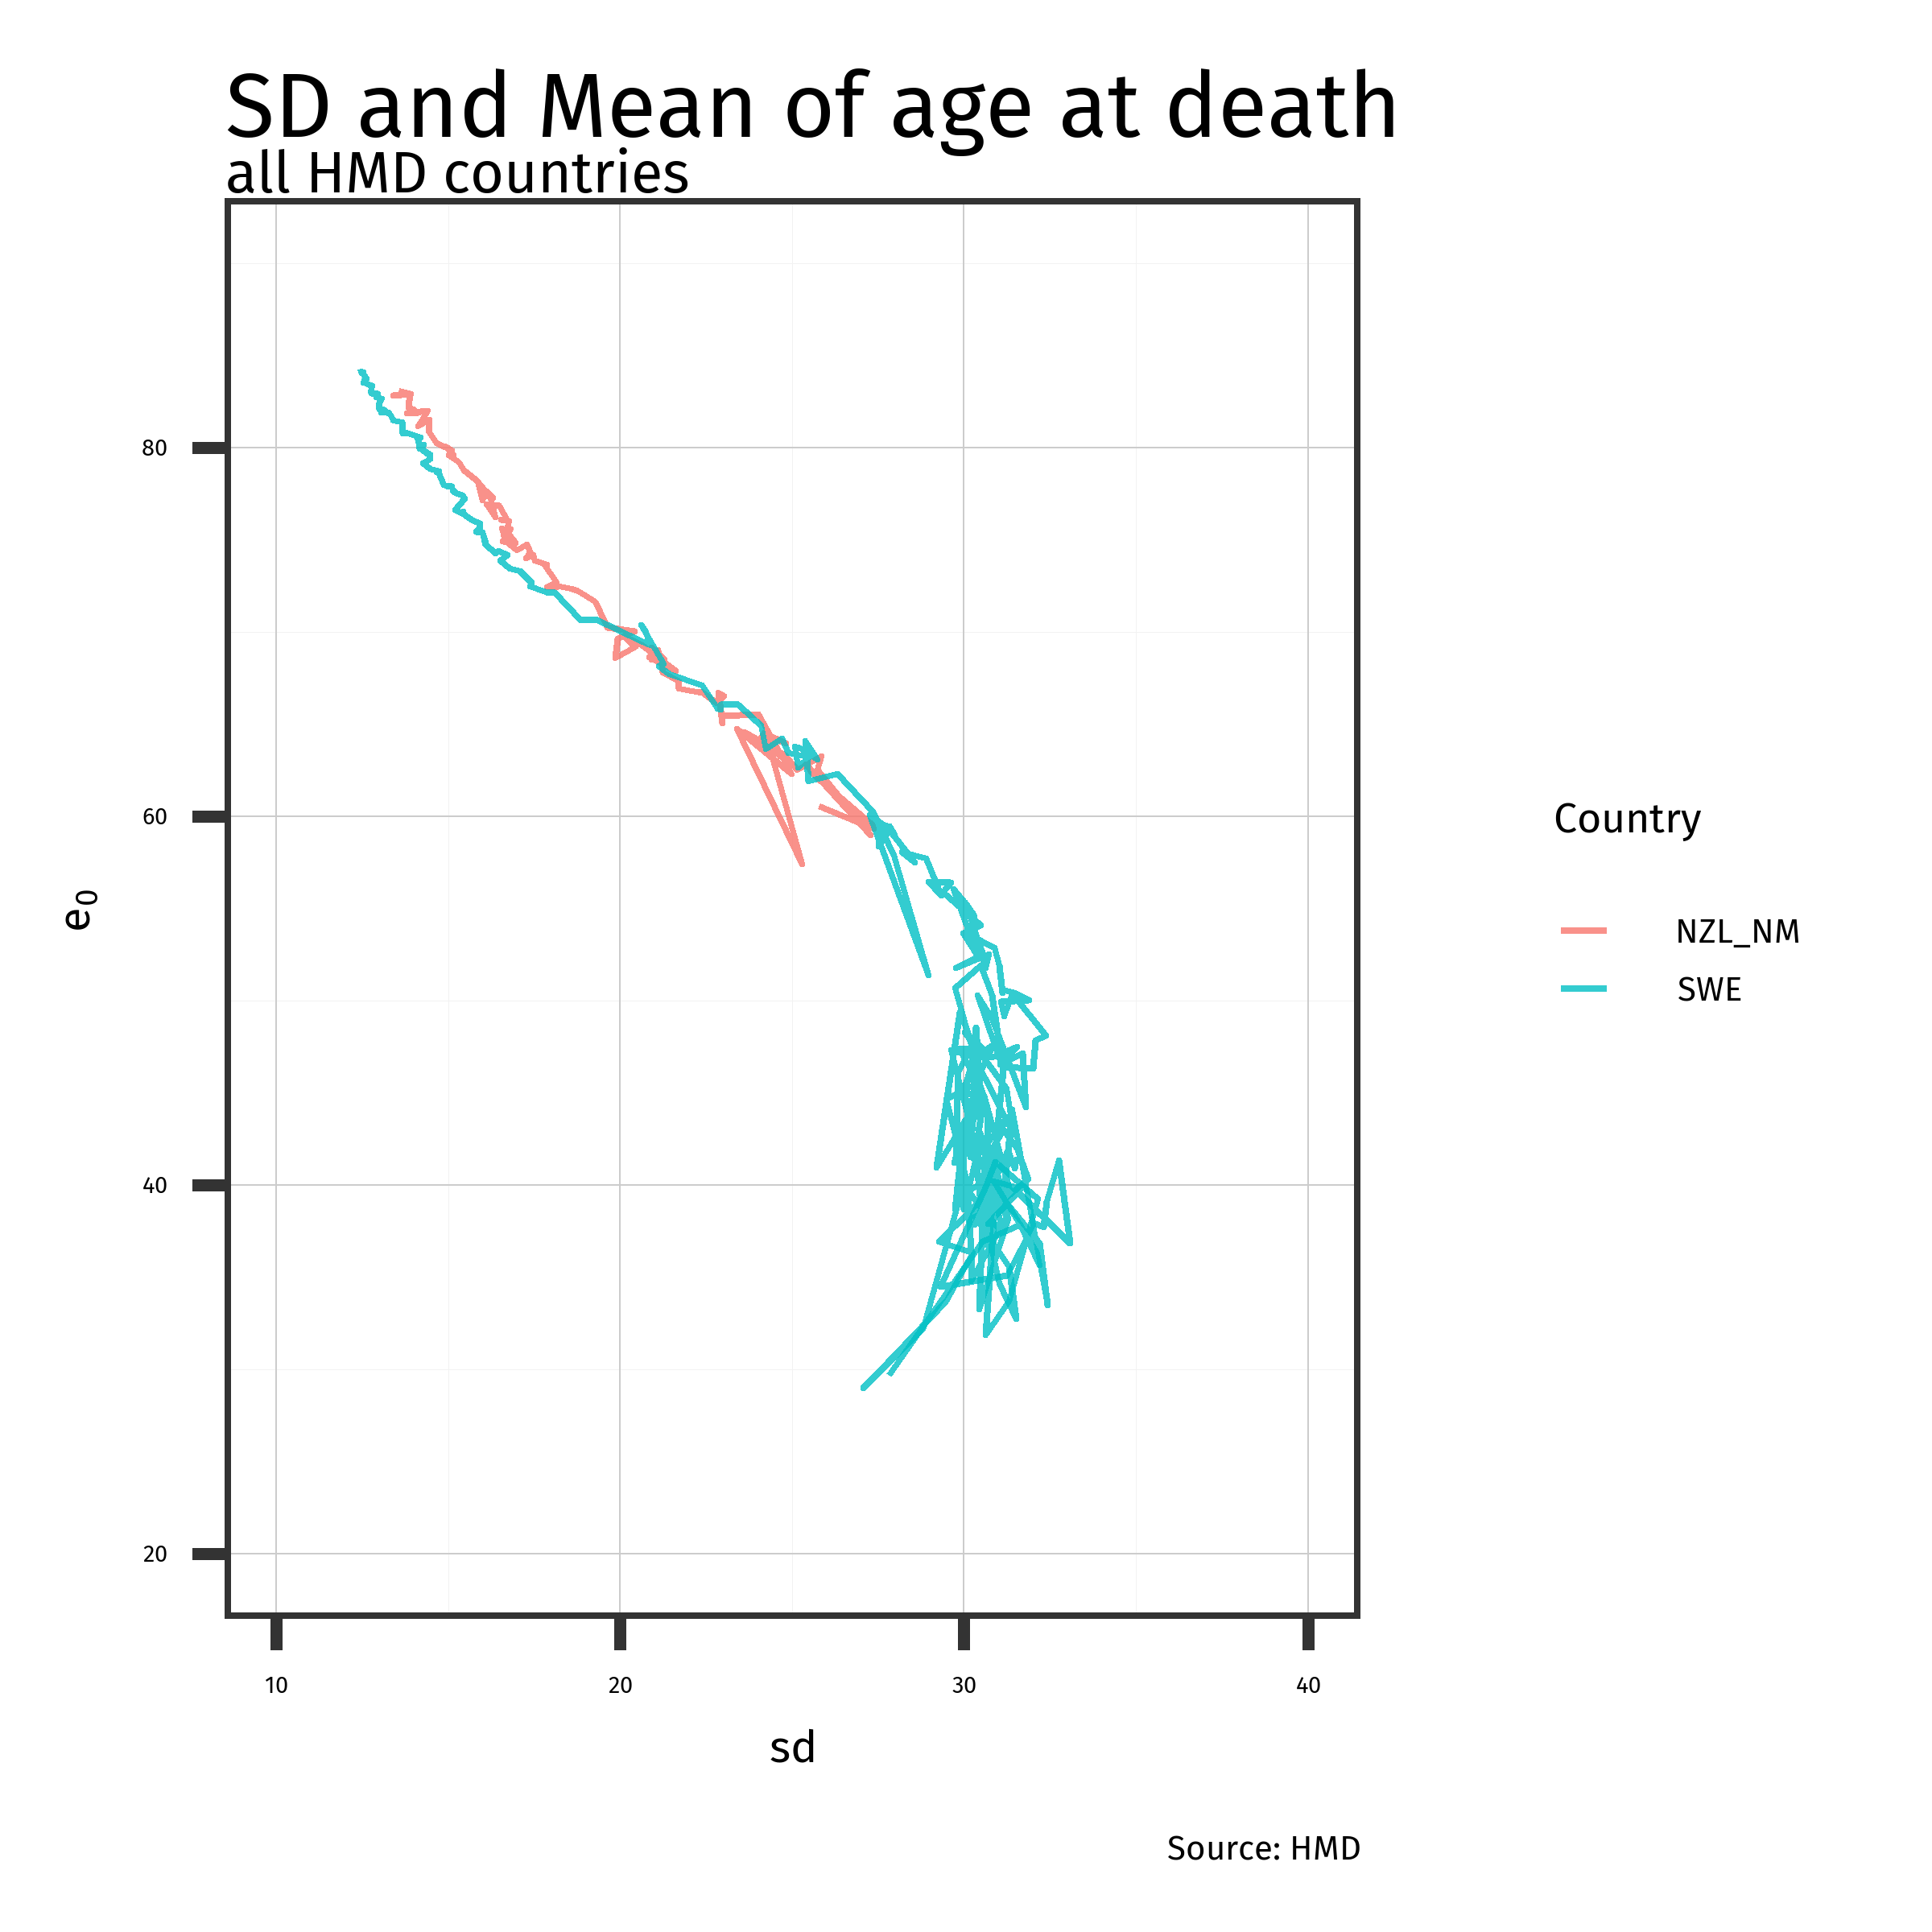 SD and Mean of age at death
all HMD countries
80
60
40
20
e₀
10 20 30 40
sd
Country
NZL_NM
SWE
Source: HMD